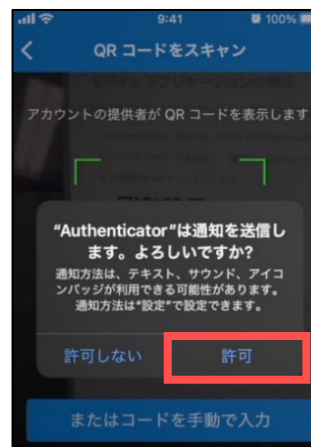 9:41
100%
QR コードをスキャン
アカウントの提供者が QR コードを表示します
"Authenticator"は通知を送信し
ます。よろしいですか?
通知方法は、テキスト、サウンド、アイコ
ンバッジが利用できる可能性があります。
通知方法は"設定"で設定できます。
許可しない
許可
またはコードを手動で入力